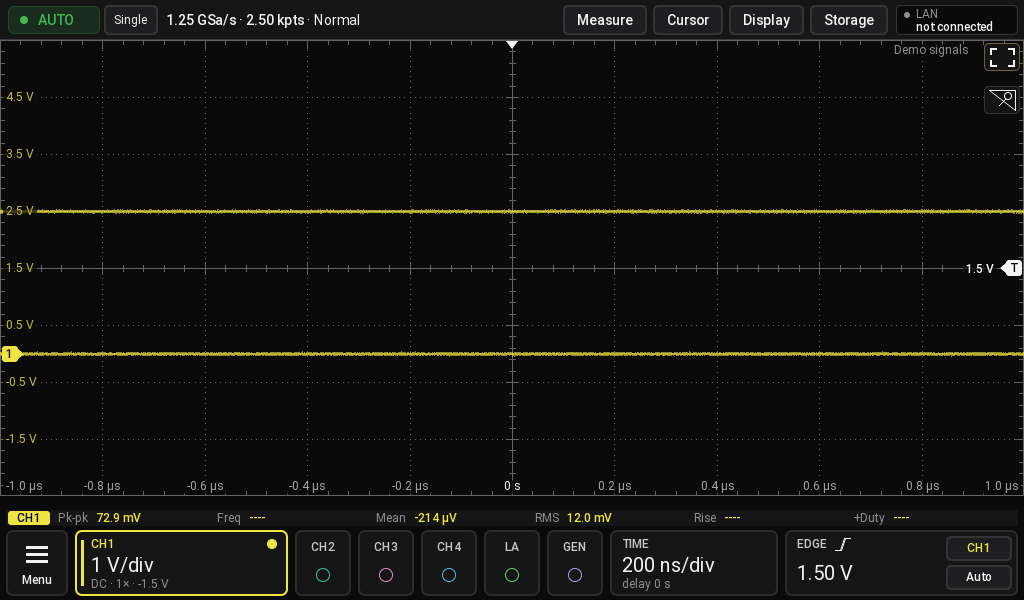 AUTO
Single
1.25 GSa/s · 2.50 kpts · Normal
Measure
Cursor
Display
Storage
LAN
not connected
Demo signals
4.5 V
3.5 V
2.5 V
1.5 V
1.5 V
T
0.5 V
1
-0.5 V
-1.5 V
-1.0 µs
-0.8 µs
-0.6 µs
-0.4 µs
-0.2 µs
0 s
0.2 µs
0.4 µs
0.6 µs
0.8 µs
1.0 µs
CH1 Pk-pk 72.9 mV Freq ---- Mean -214 µV RMS 12.0 mV Rise ---- +Duty ----
Menu
CH1
1 V/div
DC · 1× · -1.5 V
CH2
CH3
CH4
LA
GEN
TIME
200 ns/div
delay 0 s
EDGE
1.50 V
CH1
Auto